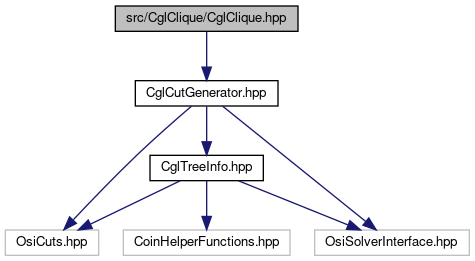 src/CglClique/CglClique.hpp
CglCutGenerator.hpp
CglTreeInfo.hpp
OsiCuts.hpp
CoinHelperFunctions.hpp
OsiSolverInterface.hpp